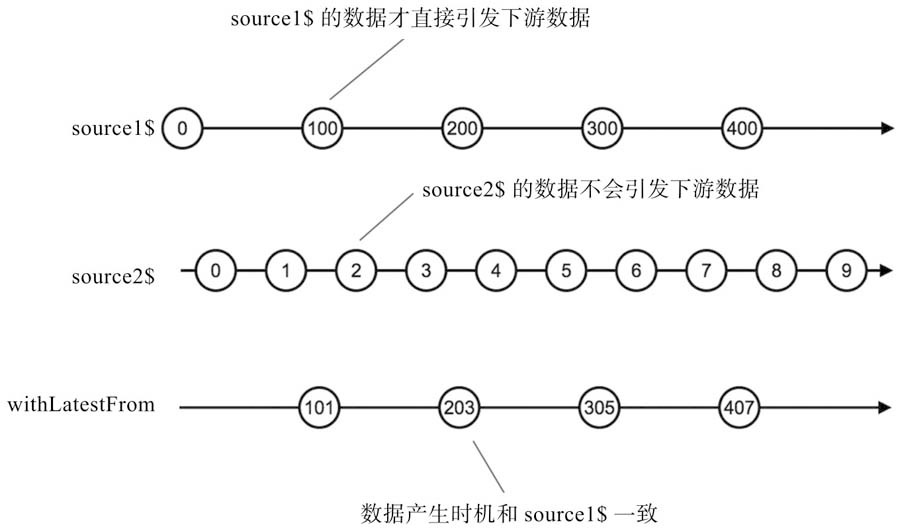 source1$ 的数据才直接引发下游数据
source1$ 0 100 200 300 400
source2$ 的数据不会引发下游数据
source2$ 0 1 2 3 4 5 6 7 8 9
withLatestFrom 101 203 305 407
数据产生时机和 source1$ 一致